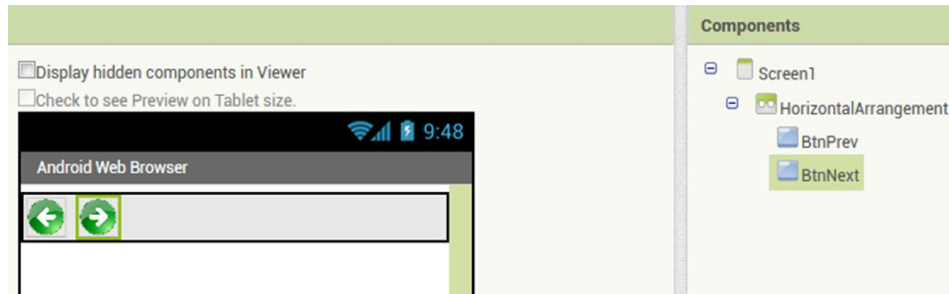 Display hidden components in Viewer
Check to see Preview on Tablet size.
9:48
Android Web Browser
Components
Screen1
HorizontalArrangement
BtnPrev
BtnNext